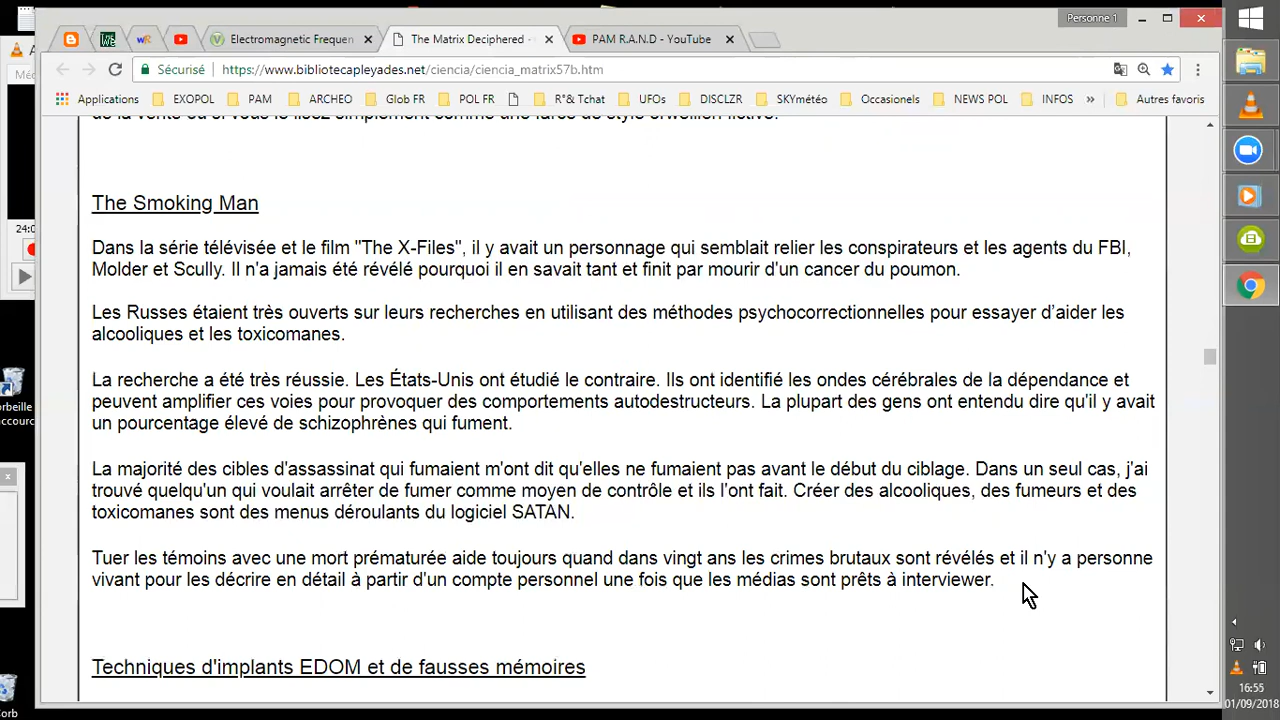 Personne 1
Electromagnetic Frequen
The Matrix Deciphered -
PAM R.A.N.D - YouTube
Sécurisé
https://www.bibliotecapleyades.net/ciencia/ciencia_matrix57b.htm
Applications EXOPOL PAM ARCHEO Glob FR POL FR R°& Tchat UFOs DISCLZR SKYmétéo Occasionels NEWS POL INFOS » Autres favoris
The Smoking Man
Dans la série télévisée et le film "The X-Files", il y avait un personnage qui semblait relier les conspirateurs et les agents du FBI,
Molder et Scully. Il n'a jamais été révélé pourquoi il en savait tant et finit par mourir d'un cancer du poumon.
Les Russes étaient très ouverts sur leurs recherches en utilisant des méthodes psychocorrectionnelles pour essayer d’aider les
alcooliques et les toxicomanes.
La recherche a été très réussie. Les États-Unis ont étudié le contraire. Ils ont identifié les ondes cérébrales de la dépendance et
peuvent amplifier ces voies pour provoquer des comportements autodestructeurs. La plupart des gens ont entendu dire qu'il y avait
un pourcentage élevé de schizophrènes qui fument.
La majorité des cibles d'assassinat qui fumaient m'ont dit qu'elles ne fumaient pas avant le début du ciblage. Dans un seul cas, j'ai
trouvé quelqu'un qui voulait arrêter de fumer comme moyen de contrôle et ils l'ont fait. Créer des alcooliques, des fumeurs et des
toxicomanes sont des menus déroulants du logiciel SATAN.
Tuer les témoins avec une mort prématurée aide toujours quand dans vingt ans les crimes brutaux sont révélés et il n'y a personne
vivant pour les décrire en détail à partir d'un compte personnel une fois que les médias sont prêts à interviewer.
Techniques d'implants EDOM et de fausses mémoires
16:55
01/09/2018